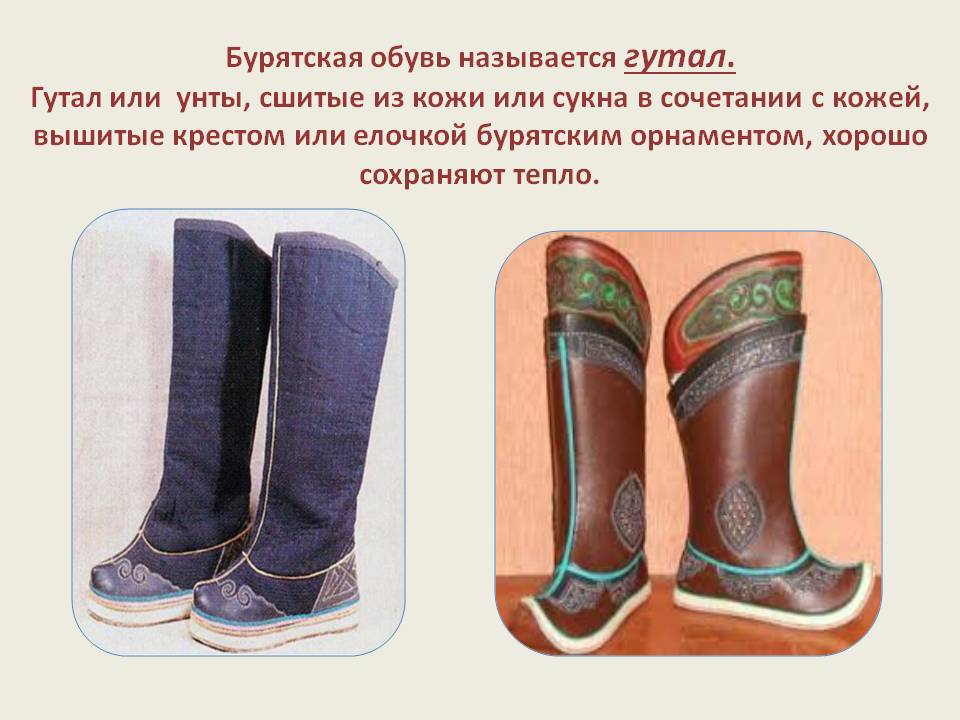 Бурятская обувь называется гутал.
Гутал или унты, сшитые из кожи или сукна в сочетании с кожей,
вышитые крестом или елочкой бурятским орнаментом, хорошо
сохраняют тепло.